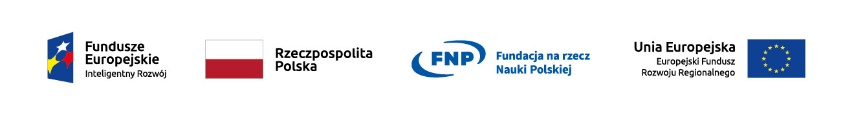 Fundusze
Europejskie
Inteligentny Rozwój
Rzeczpospolita
Polska
FNP
Fundacja na rzecz
Nauki Polskiej
Unia Europejska
Europejski Fundusz
Rozwoju Regionalnego